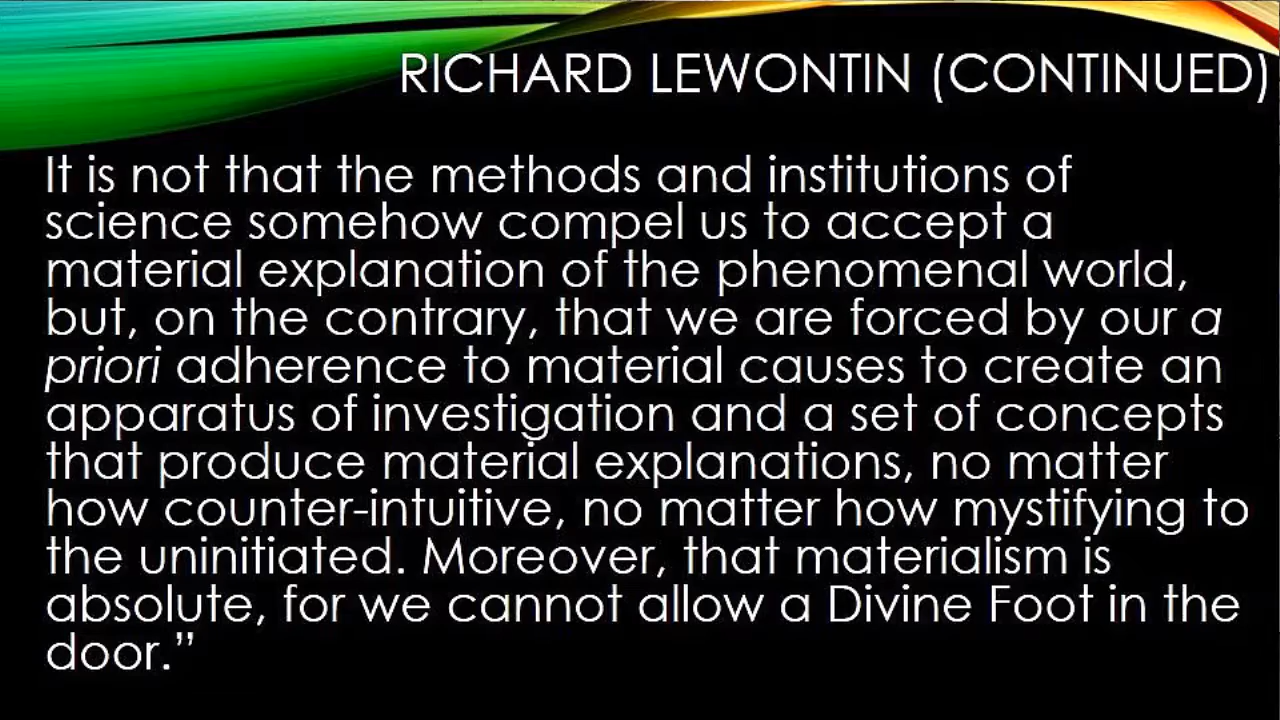 RICHARD LEWONTIN (CONTINUED)
It is not that the methods and institutions of
science somehow compel us to accept a
material explanation of the phenomenal world,
but, on the contrary, that we are forced by our a
priori adherence to material causes to create an
apparatus of investigation and a set of concepts
that produce material explanations, no matter
how counter-intuitive, no matter how mystifying to
the uninitiated. Moreover, that materialism is
absolute, for we cannot allow a Divine Foot in the
door.”